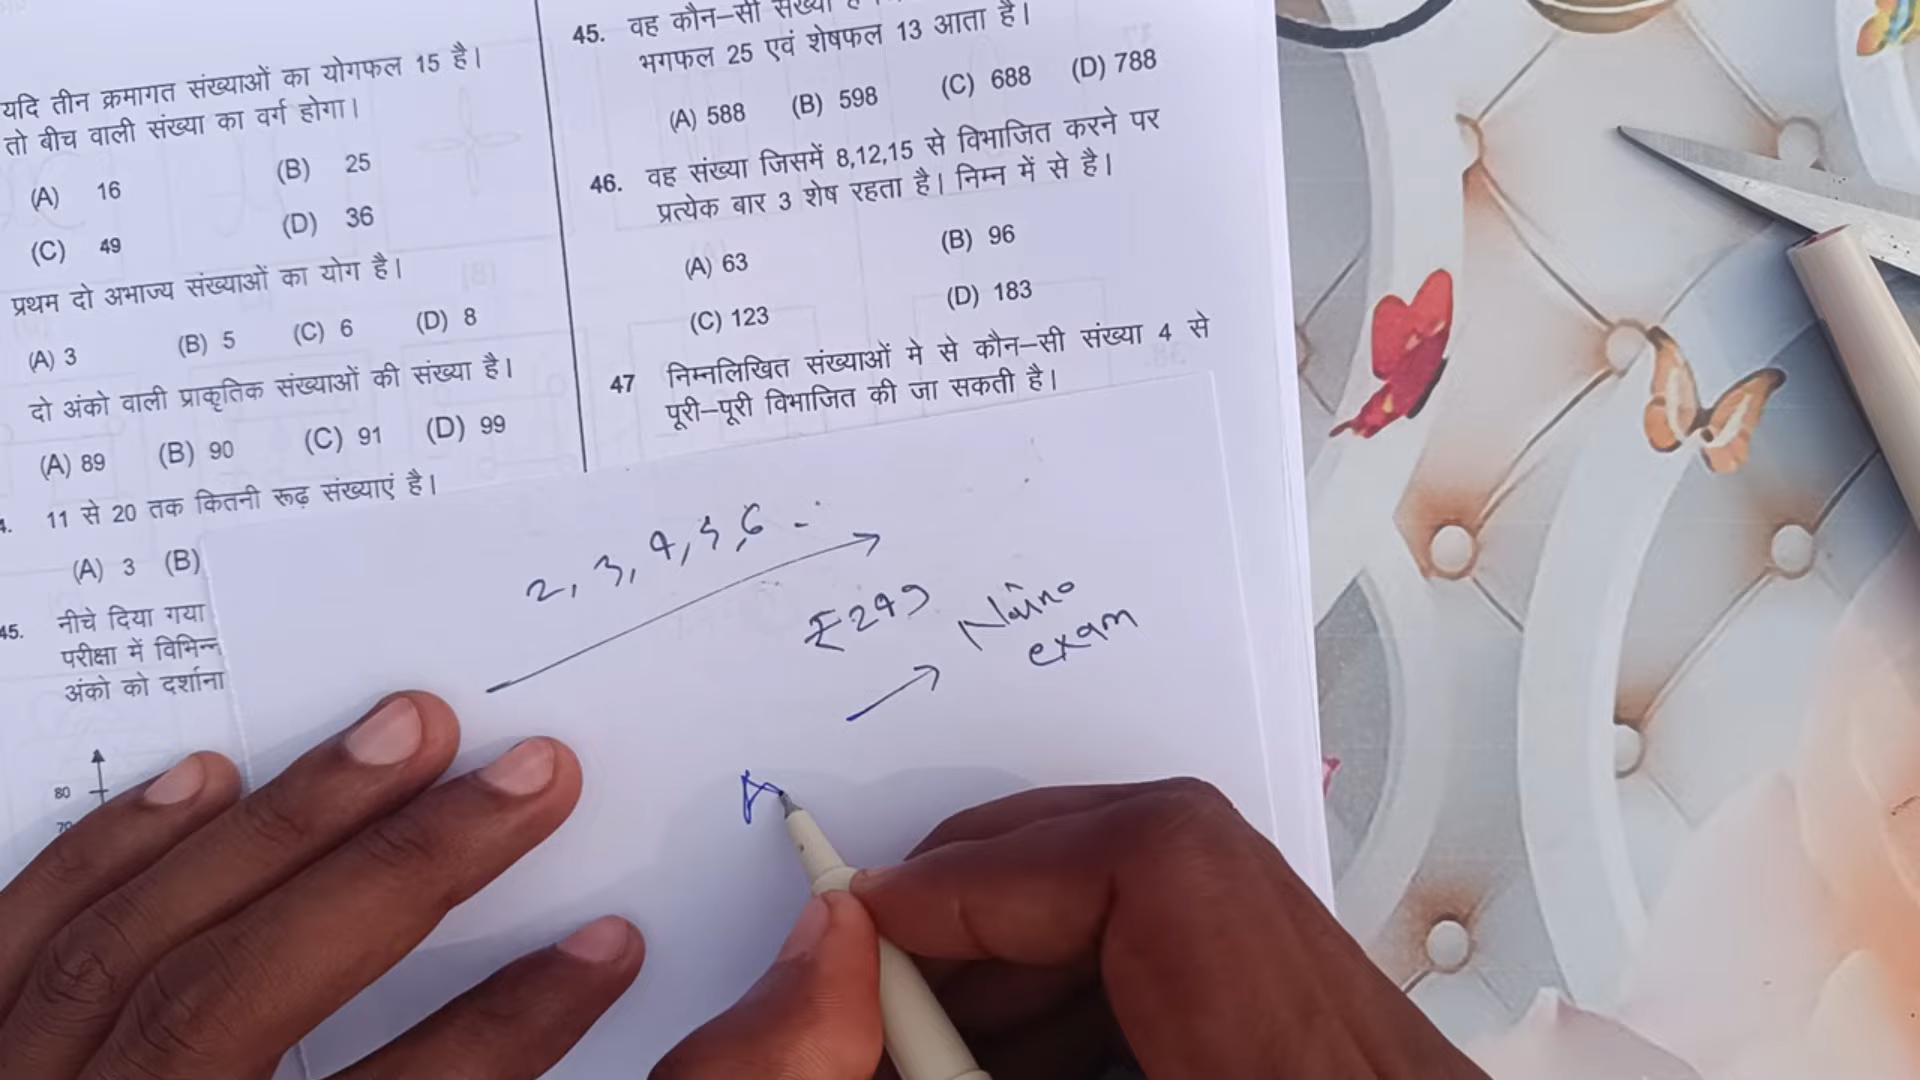 यदि तीन क्रमागत संख्याओं का योगफल 15 है।
तो बीच वाली संख्या का वर्ग होगा।
(A) 16 (B) 25
(C) 49 (D) 36
प्रथम दो अभाज्य संख्याओं का योग है।
(A) 3 (B) 5 (C) 6 (D) 8
दो अंको वाली प्राकृतिक संख्याओं की संख्या है।
(A) 89 (B) 90 (C) 91 (D) 99
4. 11 से 20 तक कितनी रूढ़ संख्याएं है।
(A) 3 (B)
45. नीचे दिया गया
परीक्षा में विभिन्न
अंको को दर्शाना
80
70
45. वह कौन–सी संख्या
भगफल 25 एवं शेषफल 13 आता है।
(A) 588 (B) 598 (C) 688 (D) 788
46. वह संख्या जिसमें 8,12,15 से विभाजित करने पर
प्रत्येक बार 3 शेष रहता है। निम्न में से है।
(A) 63 (B) 96
(C) 123 (D) 183
47 निम्नलिखित संख्याओं मे से कौन–सी संख्या 4 से
पूरी–पूरी विभाजित की जा सकती है।
2, 3, 4, 5, 6 - .
₹249
Naino
exam